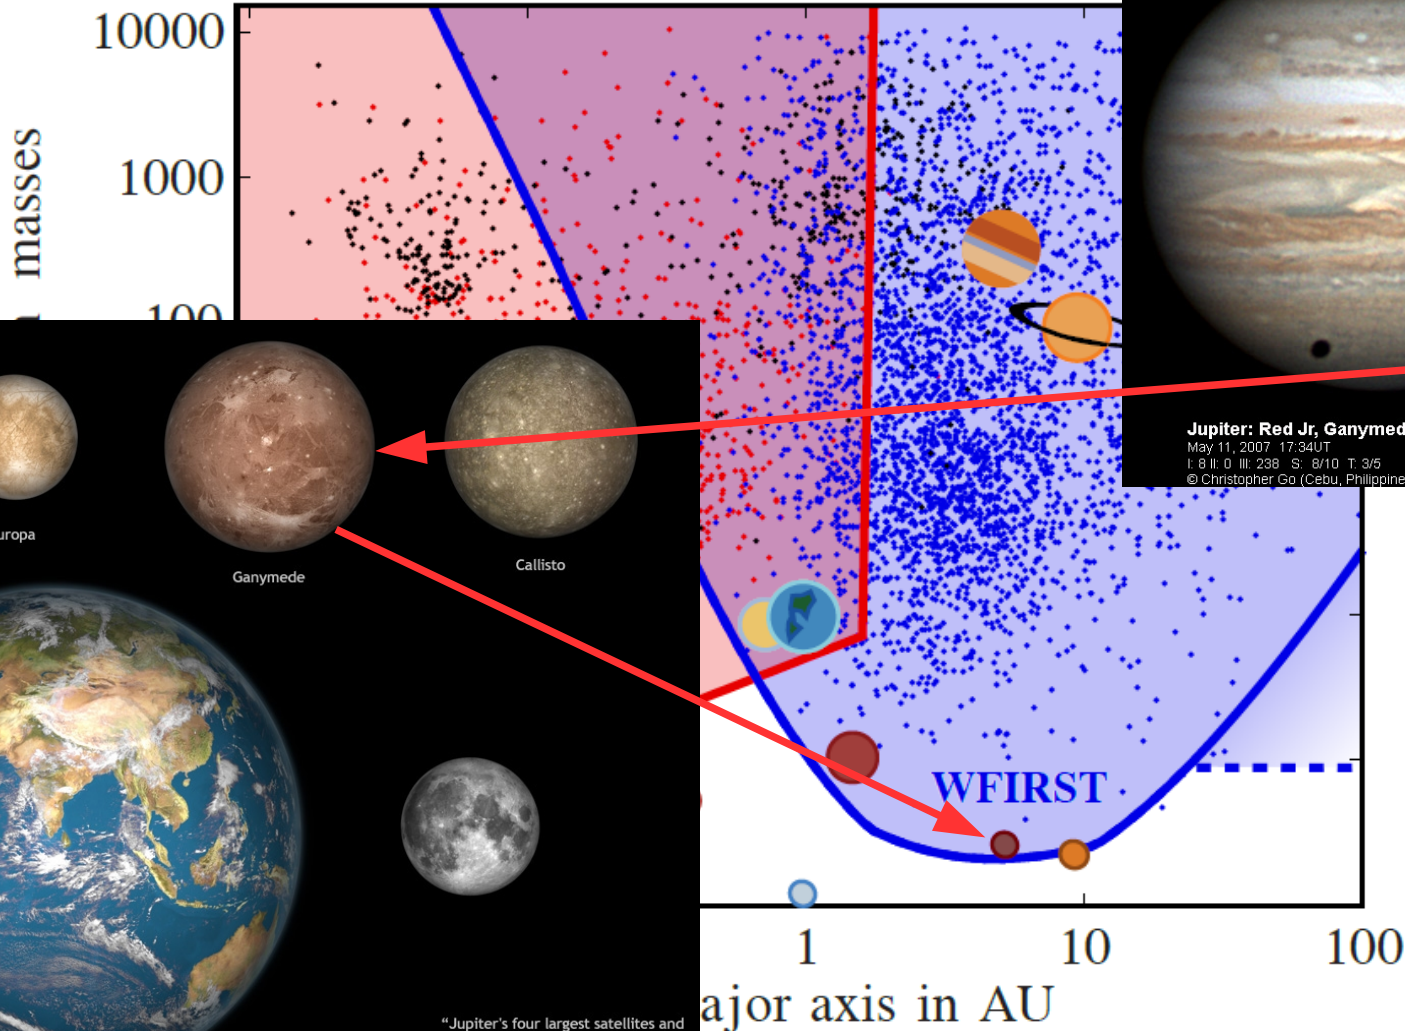 10000
1000
100
masses
Jupiter: Red Jr, Ganymed
May 11, 2007 17:34UT
I: 8 II: 0 III: 238 S: 8/10 T: 3/5
© Christopher Go (Cebu, Philippine
uropa
Ganymede
Callisto
WFIRST
1
10
100
ajor axis in AU
“Jupiter's four largest satellites and